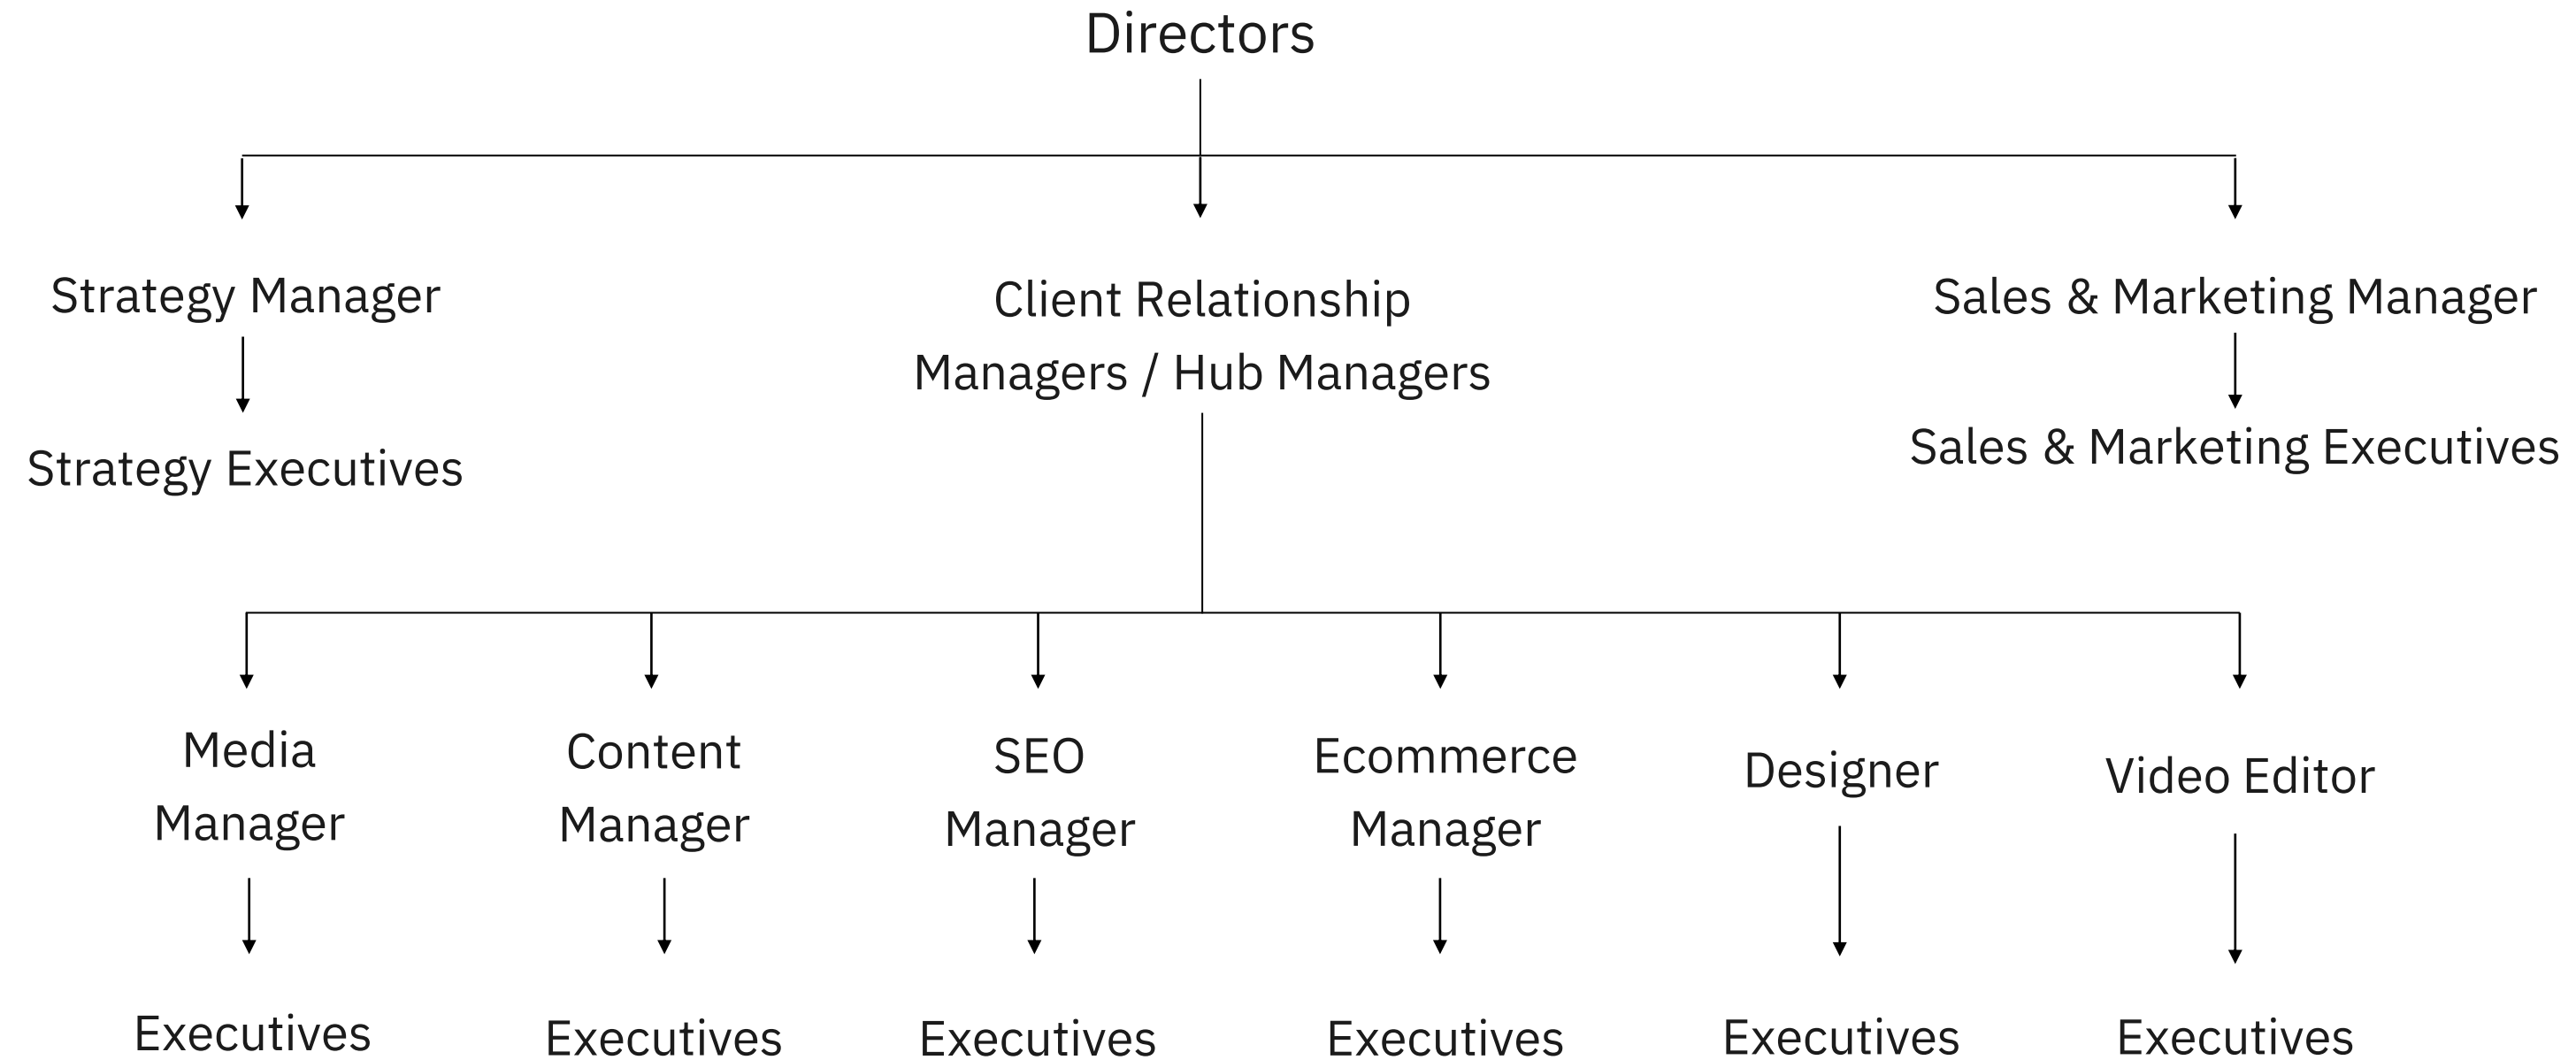 Directors
Strategy Manager
Client Relationship
Managers / Hub Managers
Sales & Marketing Manager
Strategy Executives
Sales & Marketing Executives
Media
Manager
Content
Manager
SEO
Manager
Ecommerce
Manager
Designer
Video Editor
Executives
Executives
Executives
Executives
Executives
Executives